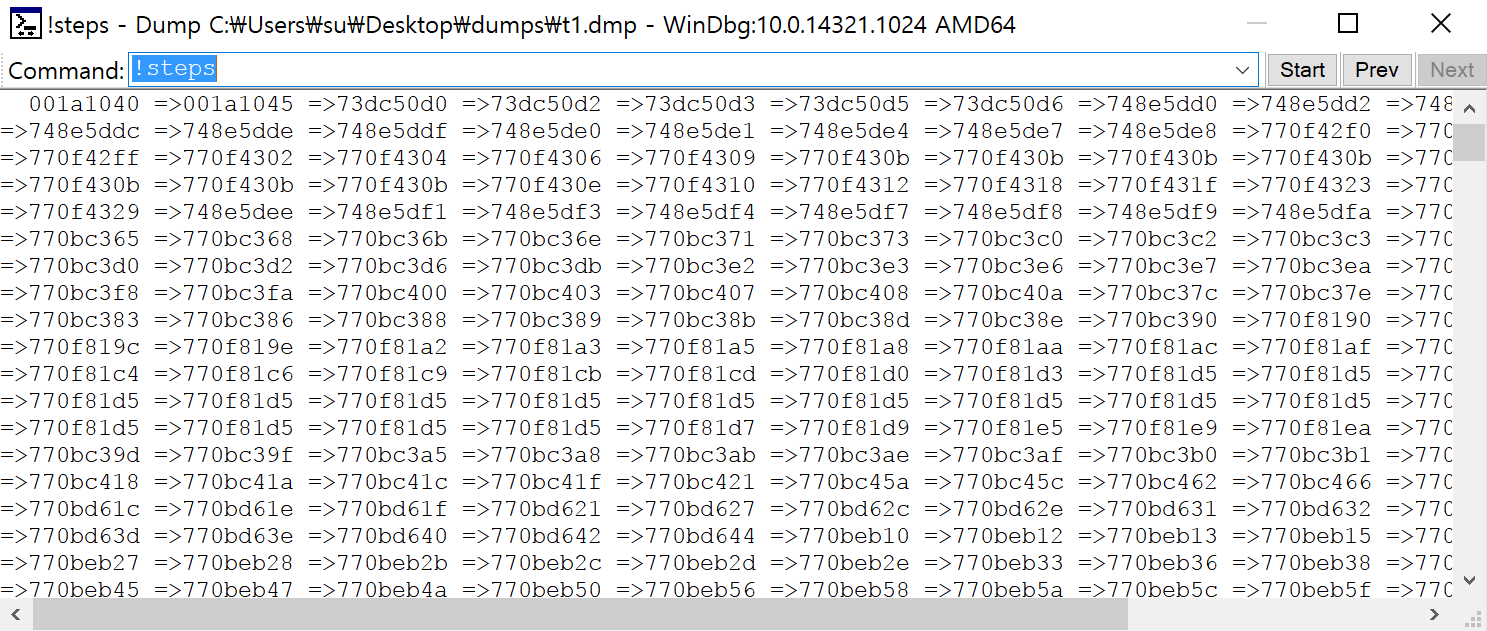 !steps - Dump C:₩Users₩su₩Desktop₩dumps₩t1.dmp - WinDbg:10.0.14321.1024 AMD64
Command: !steps Start Prev Next
001a1040 =>001a1045 =>73dc50d0 =>73dc50d2 =>73dc50d3 =>73dc50d5 =>73dc50d6 =>748e5dd0 =>748e5dd2 =>748
=>748e5ddc =>748e5dde =>748e5ddf =>748e5de0 =>748e5de1 =>748e5de4 =>748e5de7 =>748e5de8 =>770f42f0 =>770
=>770f42ff =>770f4302 =>770f4304 =>770f4306 =>770f4309 =>770f430b =>770f430b =>770f430b =>770f430b =>770
=>770f430b =>770f430b =>770f430b =>770f430e =>770f4310 =>770f4312 =>770f4318 =>770f431f =>770f4323 =>770
=>770f4329 =>748e5dee =>748e5df1 =>748e5df3 =>748e5df4 =>748e5df7 =>748e5df8 =>748e5df9 =>748e5dfa =>770
=>770bc365 =>770bc368 =>770bc36b =>770bc36e =>770bc371 =>770bc373 =>770bc3c0 =>770bc3c2 =>770bc3c3 =>770
=>770bc3d0 =>770bc3d2 =>770bc3d6 =>770bc3db =>770bc3e2 =>770bc3e3 =>770bc3e6 =>770bc3e7 =>770bc3ea =>770
=>770bc3f8 =>770bc3fa =>770bc400 =>770bc403 =>770bc407 =>770bc408 =>770bc40a =>770bc37c =>770bc37e =>770
=>770bc383 =>770bc386 =>770bc388 =>770bc389 =>770bc38b =>770bc38d =>770bc38e =>770bc390 =>770f8190 =>770
=>770f819c =>770f819e =>770f81a2 =>770f81a3 =>770f81a5 =>770f81a8 =>770f81aa =>770f81ac =>770f81af =>770
=>770f81c4 =>770f81c6 =>770f81c9 =>770f81cb =>770f81cd =>770f81d0 =>770f81d3 =>770f81d5 =>770f81d5 =>770
=>770f81d5 =>770f81d5 =>770f81d5 =>770f81d5 =>770f81d5 =>770f81d5 =>770f81d5 =>770f81d5 =>770f81d5 =>770
=>770f81d5 =>770f81d5 =>770f81d5 =>770f81d5 =>770f81d7 =>770f81d9 =>770f81e5 =>770f81e9 =>770f81ea =>770
=>770bc39d =>770bc39f =>770bc3a5 =>770bc3a8 =>770bc3ab =>770bc3ae =>770bc3af =>770bc3b0 =>770bc3b1 =>770
=>770bc418 =>770bc41a =>770bc41c =>770bc41f =>770bc421 =>770bc45a =>770bc45c =>770bc462 =>770bc466 =>770
=>770bd61c =>770bd61e =>770bd61f =>770bd621 =>770bd627 =>770bd62c =>770bd62e =>770bd631 =>770bd632 =>770
=>770bd63d =>770bd63e =>770bd640 =>770bd642 =>770bd644 =>770beb10 =>770beb12 =>770beb13 =>770beb15 =>770
=>770beb27 =>770beb28 =>770beb2b =>770beb2c =>770beb2d =>770beb2e =>770beb33 =>770beb36 =>770beb38 =>770
=>770beb45 =>770beb47 =>770beb4a =>770beb50 =>770beb56 =>770beb58 =>770beb5a =>770beb5c =>770beb5f =>770